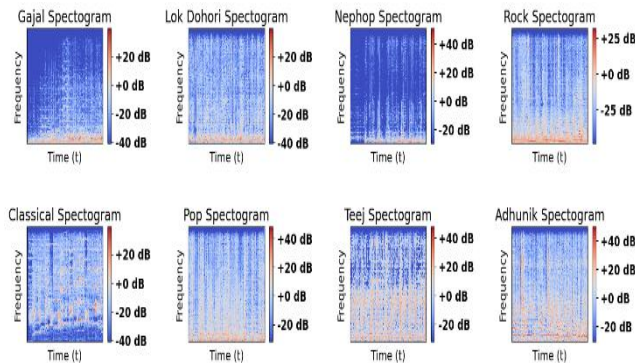 Gajal Spectogram
Frequency
Time (t)
+20 dB
+0 dB
-20 dB
-40 dB
Lok Dohori Spectogram
Frequency
Time (t)
+20 dB
+0 dB
-20 dB
-40 dB
Nephop Spectogram
Frequency
Time (t)
+40 dB
+20 dB
+0 dB
-20 dB
Rock Spectogram
Frequency
Time (t)
+25 dB
+0 dB
-25 dB
Classical Spectogram
Frequency
Time (t)
+20 dB
+0 dB
-20 dB
-40 dB
Pop Spectogram
Frequency
Time (t)
+40 dB
+20 dB
+0 dB
-20 dB
Teej Spectogram
Frequency
Time (t)
+40 dB
+20 dB
+0 dB
-20 dB
Adhunik Spectogram
Frequency
Time (t)
+40 dB
+20 dB
+0 dB
-20 dB